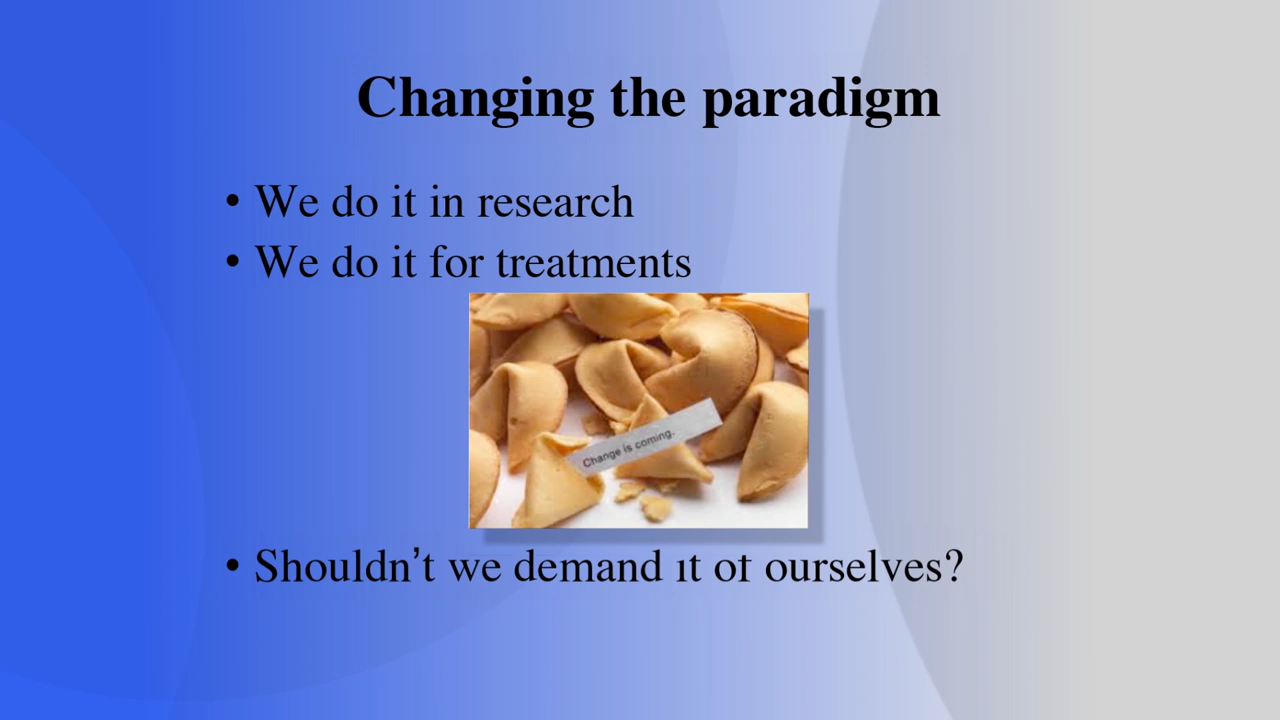 Changing the paradigm
• We do it in research
• We do it for treatments
Change is coming.
• Shouldn’t we demand it of ourselves?